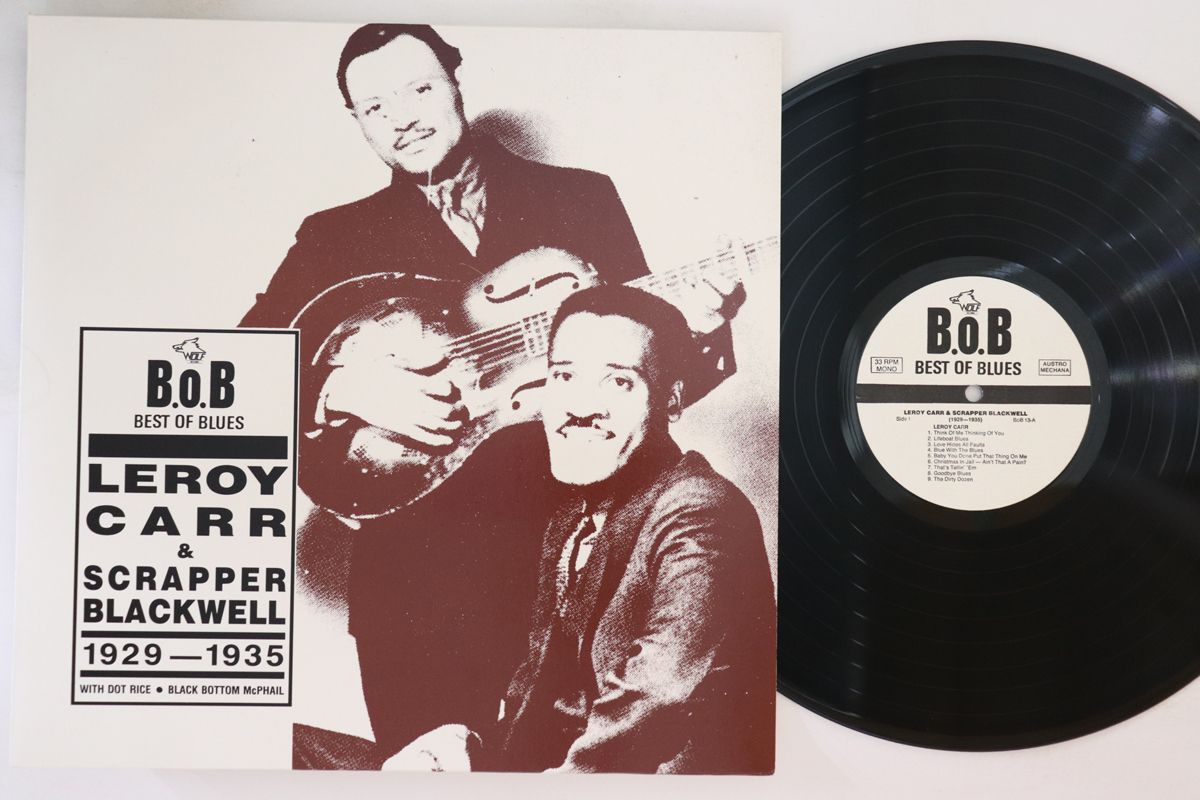 WOLF
B.o.B
BEST OF BLUES
LEROY
CARR
&
SCRAPPER
BLACKWELL
1929—1935
WITH DOT RICE ● BLACK BOTTOM McPHAIL
WOLF
B.o.B
BEST OF BLUES
33 RPM
MONO
AUSTRO
MECHANA
LEROY CARR & SCRAPPER BLACKWELL
Side 1 (1929—1935) BoB 13-A
LEROY CARR
1. Think Of Me Thinking Of You
2. Lifeboat Blues
3. Love Hides All Faults
4. Blue With The Blues
5. Baby You Done Put That Thing On Me
6. Christmas In Jail — Ain't That A Pain?
7. That's Tellin' 'Em
8. Goodbye Blues
9. The Dirty Dozen